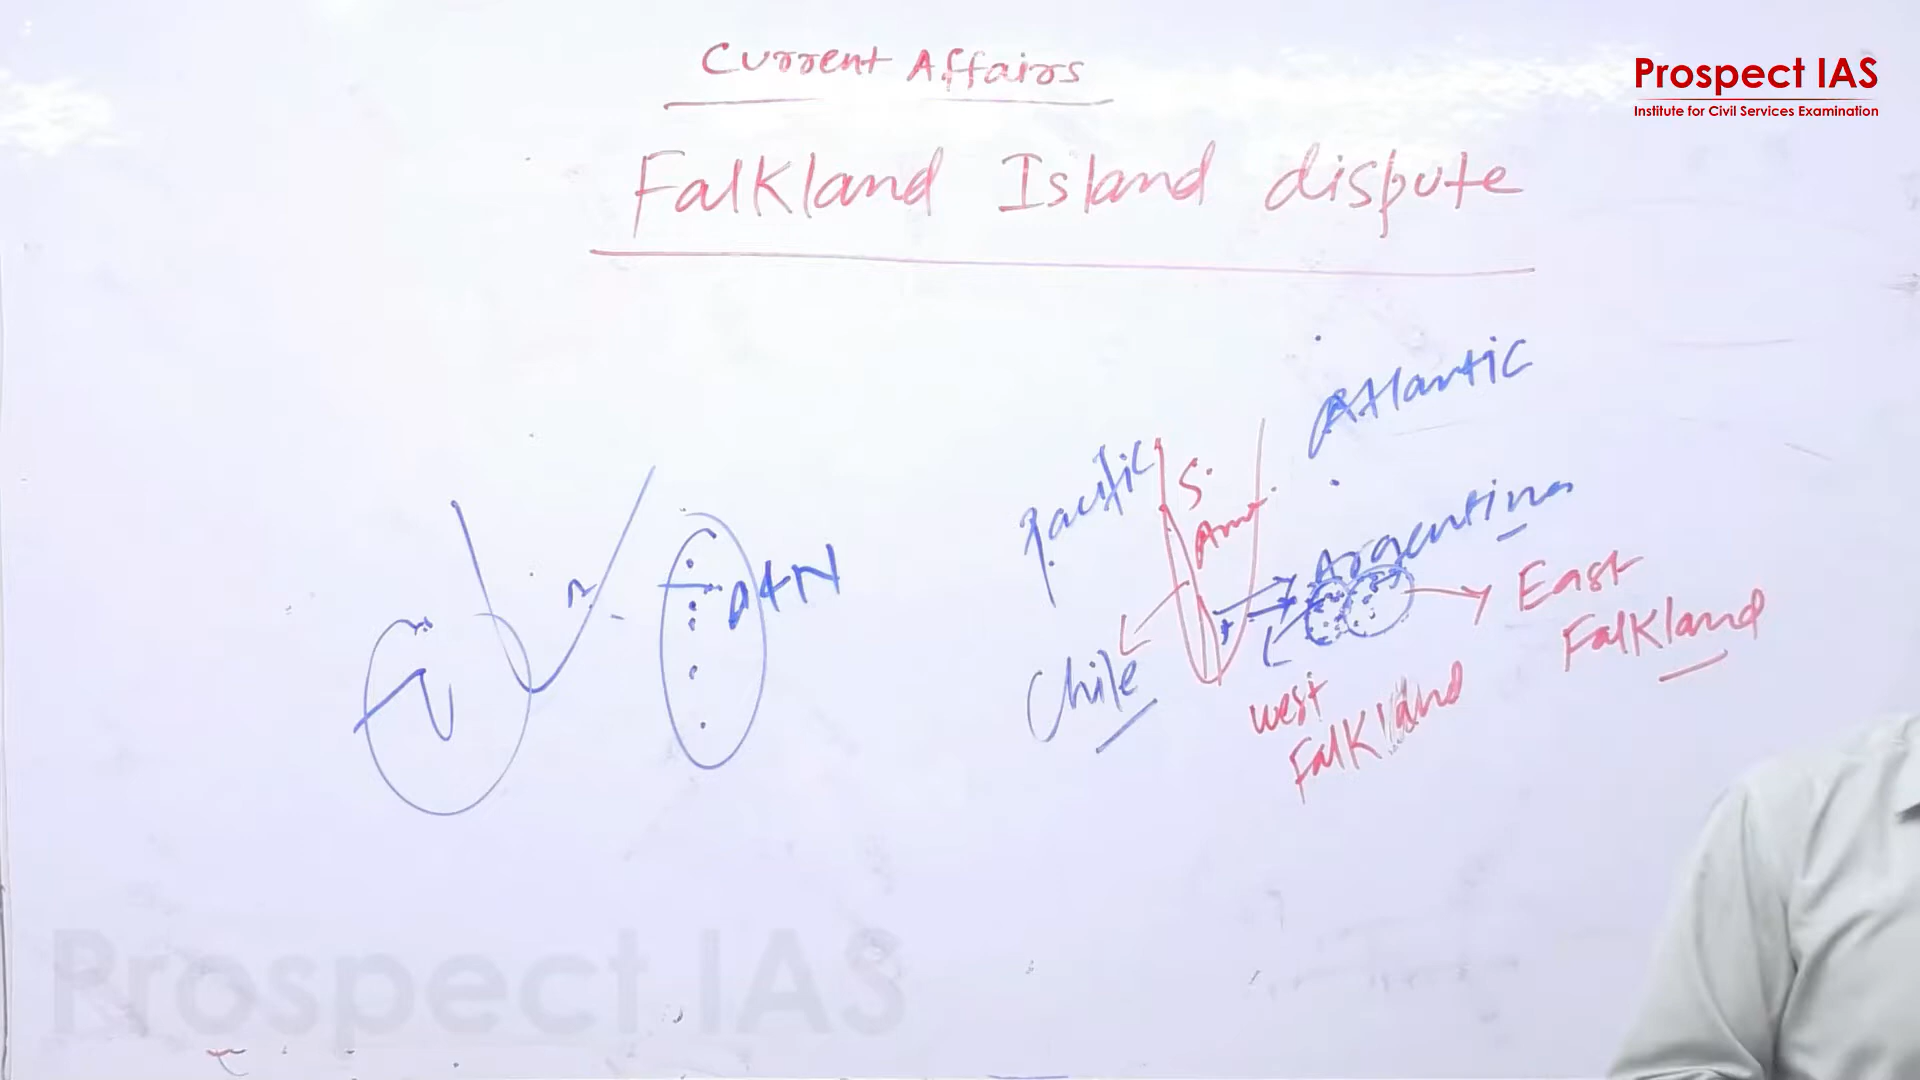 Current Affairs
Prospect IAS
Institute for Civil Services Examination
Falkland Island dispute
Atlantic
Pacific
S.
Ame.
Argentina
A & N
East
Falkland
Chile
West
Falkland
Prospect IAS